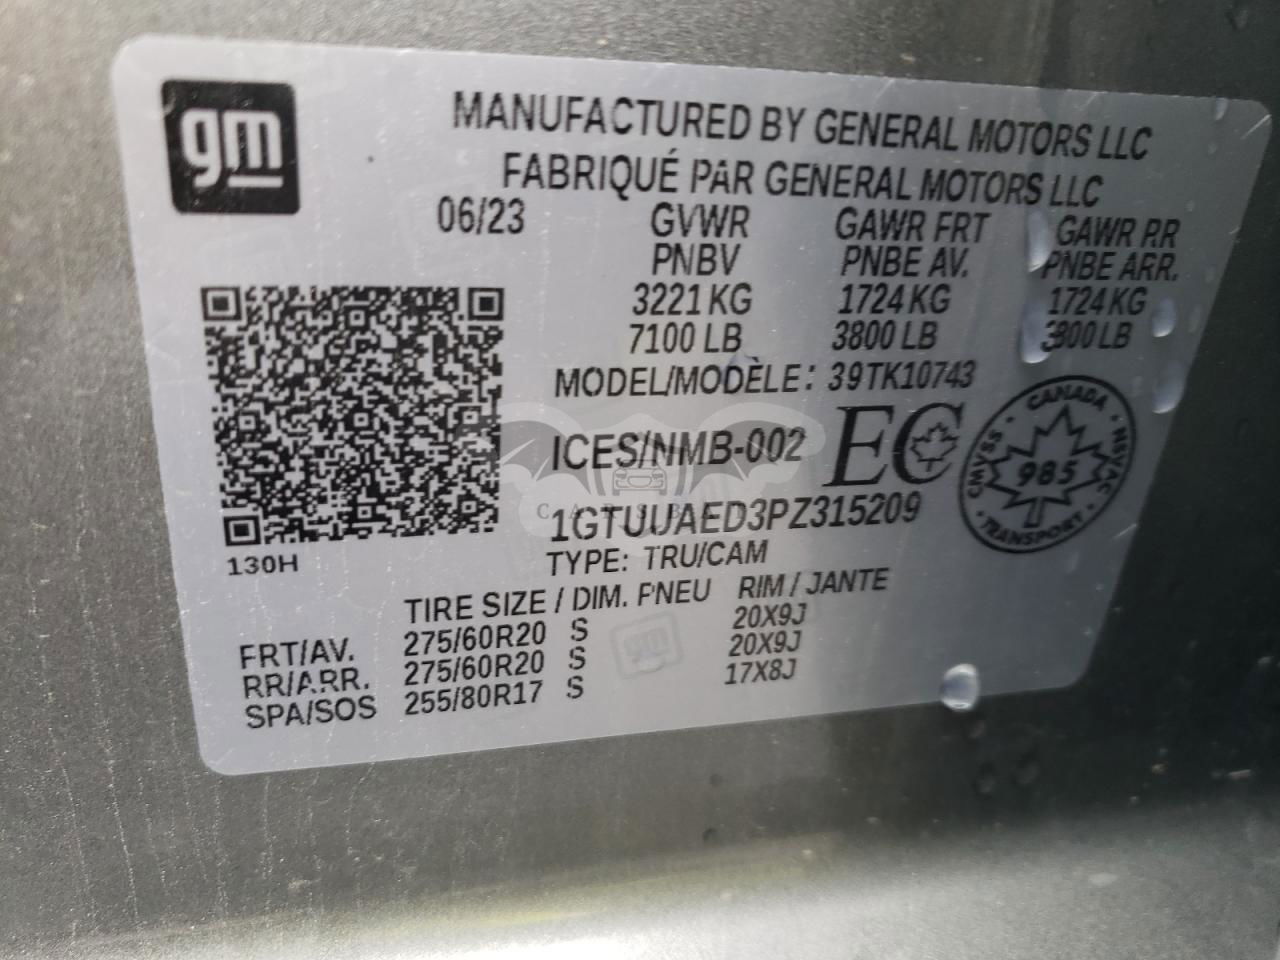 gm
MANUFACTURED BY GENERAL MOTORS LLC
FABRIQUÉ PAR GENERAL MOTORS LLC
06/23 GVWR GAWR FRT GAWR RR
PNBV PNBE AV. PNBE ARR.
3221 KG 1724 KG 1724 KG
7100 LB 3800 LB 3800 LB
MODEL/MODÈLE: 39TK10743
ICES/NMB-002 EC
CANADA
CMVSS 985 NSVAC
TRANSPORT
1GTUUAED3PZ315209
130H TYPE: TRU/CAM
TIRE SIZE / DIM. PNEU RIM / JANTE
FRT/AV. 275/60R20 S 20X9J
RR/ARR. 275/60R20 S 20X9J
SPA/SOS 255/80R17 S 17X8J
gm